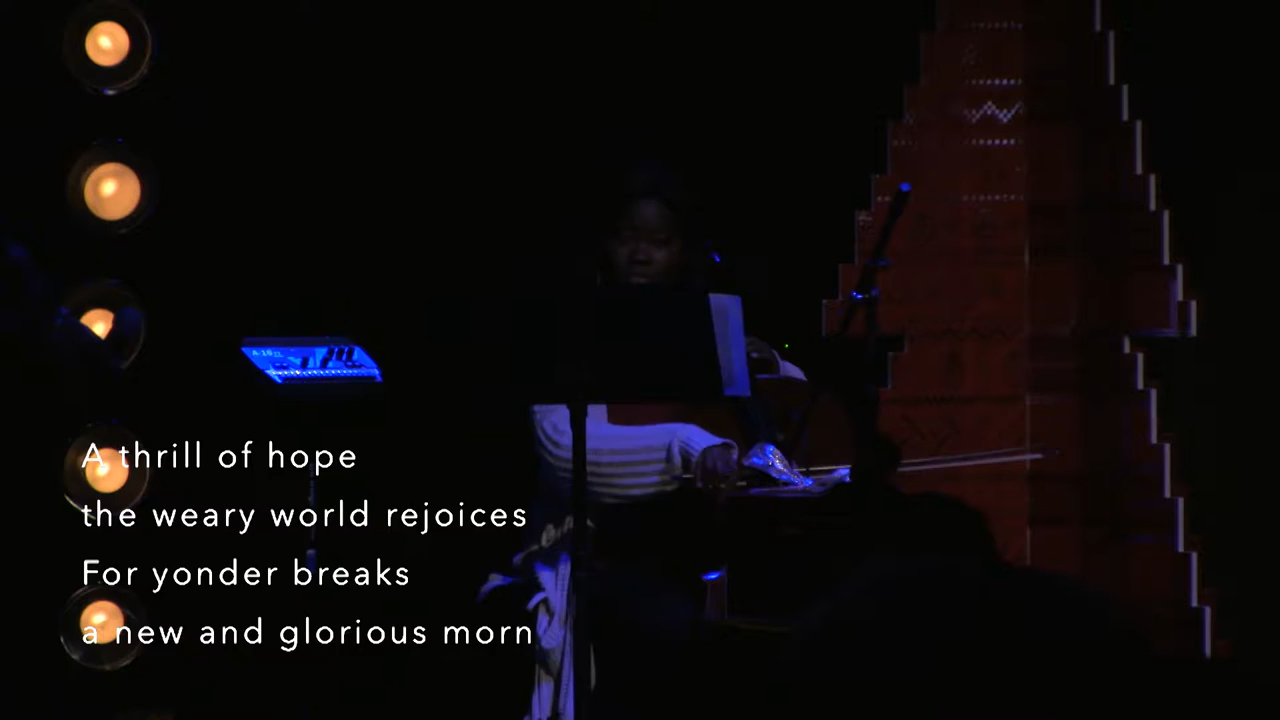 A thrill of hope
the weary world rejoices
For yonder breaks
a new and glorious morn